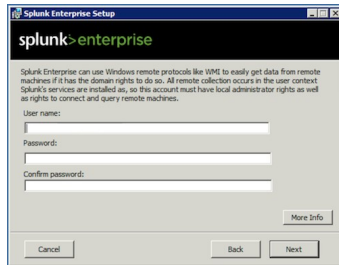 Splunk Enterprise Setup
splunk>enterprise
Splunk Enterprise can use Windows remote protocols like WMI to easily get data from remote
machines if it has the domain rights to do so. All remote collection occurs in the user context
Splunk's services are installed as, so this account must have local administrator rights as well
as rights to connect and query remote machines.
User name:
Password:
Confirm password:
More Info
Cancel
Back
Next